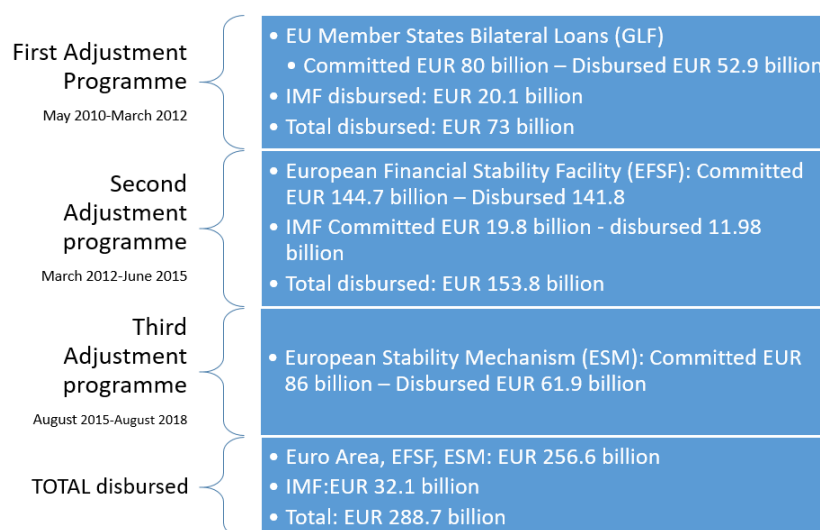 First Adjustment
Programme
May 2010-March 2012
• EU Member States Bilateral Loans (GLF)
• Committed EUR 80 billion – Disbursed EUR 52.9 billion
• IMF disbursed: EUR 20.1 billion
• Total disbursed: EUR 73 billion
Second
Adjustment
programme
March 2012-June 2015
• European Financial Stability Facility (EFSF): Committed
EUR 144.7 billion – Disbursed 141.8
• IMF Committed EUR 19.8 billion - disbursed 11.98
billion
• Total disbursed: EUR 153.8 billion
Third
Adjustment
programme
August 2015-August 2018
• European Stability Mechanism (ESM): Committed EUR
86 billion – Disbursed EUR 61.9 billion
TOTAL disbursed
• Euro Area, EFSF, ESM: EUR 256.6 billion
• IMF:EUR 32.1 billion
• Total: EUR 288.7 billion